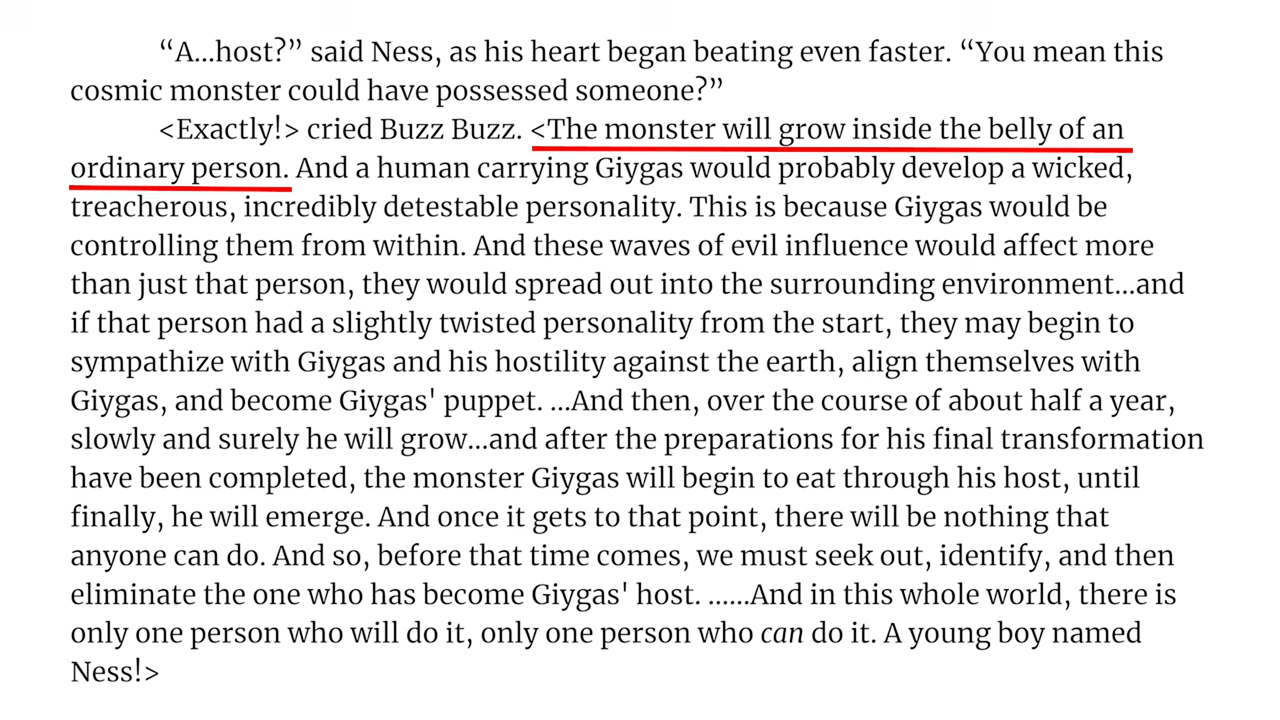 “A...host?” said Ness, as his heart began beating even faster. “You mean this
cosmic monster could have possessed someone?”
<Exactly!> cried Buzz Buzz. <The monster will grow inside the belly of an
ordinary person. And a human carrying Giygas would probably develop a wicked,
treacherous, incredibly detestable personality. This is because Giygas would be
controlling them from within. And these waves of evil influence would affect more
than just that person, they would spread out into the surrounding environment...and
if that person had a slightly twisted personality from the start, they may begin to
sympathize with Giygas and his hostility against the earth, align themselves with
Giygas, and become Giygas' puppet. ...And then, over the course of about half a year,
slowly and surely he will grow...and after the preparations for his final transformation
have been completed, the monster Giygas will begin to eat through his host, until
finally, he will emerge. And once it gets to that point, there will be nothing that
anyone can do. And so, before that time comes, we must seek out, identify, and then
eliminate the one who has become Giygas' host. ......And in this whole world, there is
only one person who will do it, only one person who can do it. A young boy named
Ness!>